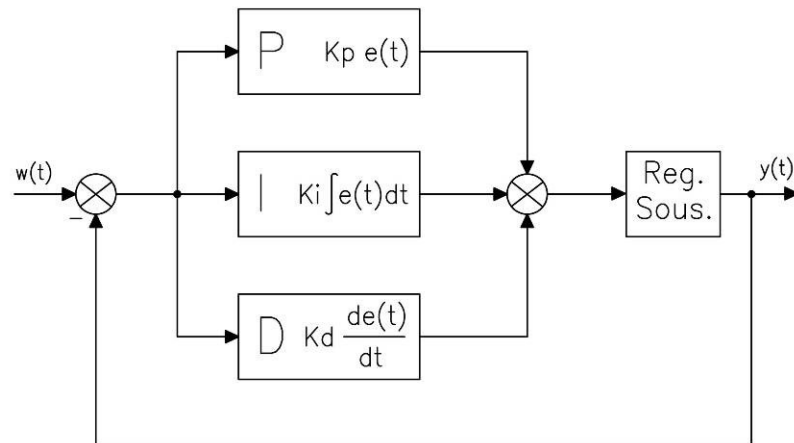 P Kp e(t)
w(t)
−
I Ki∫e(t)dt
Reg.
Sous.
y(t)
D Kd de(t)
dt